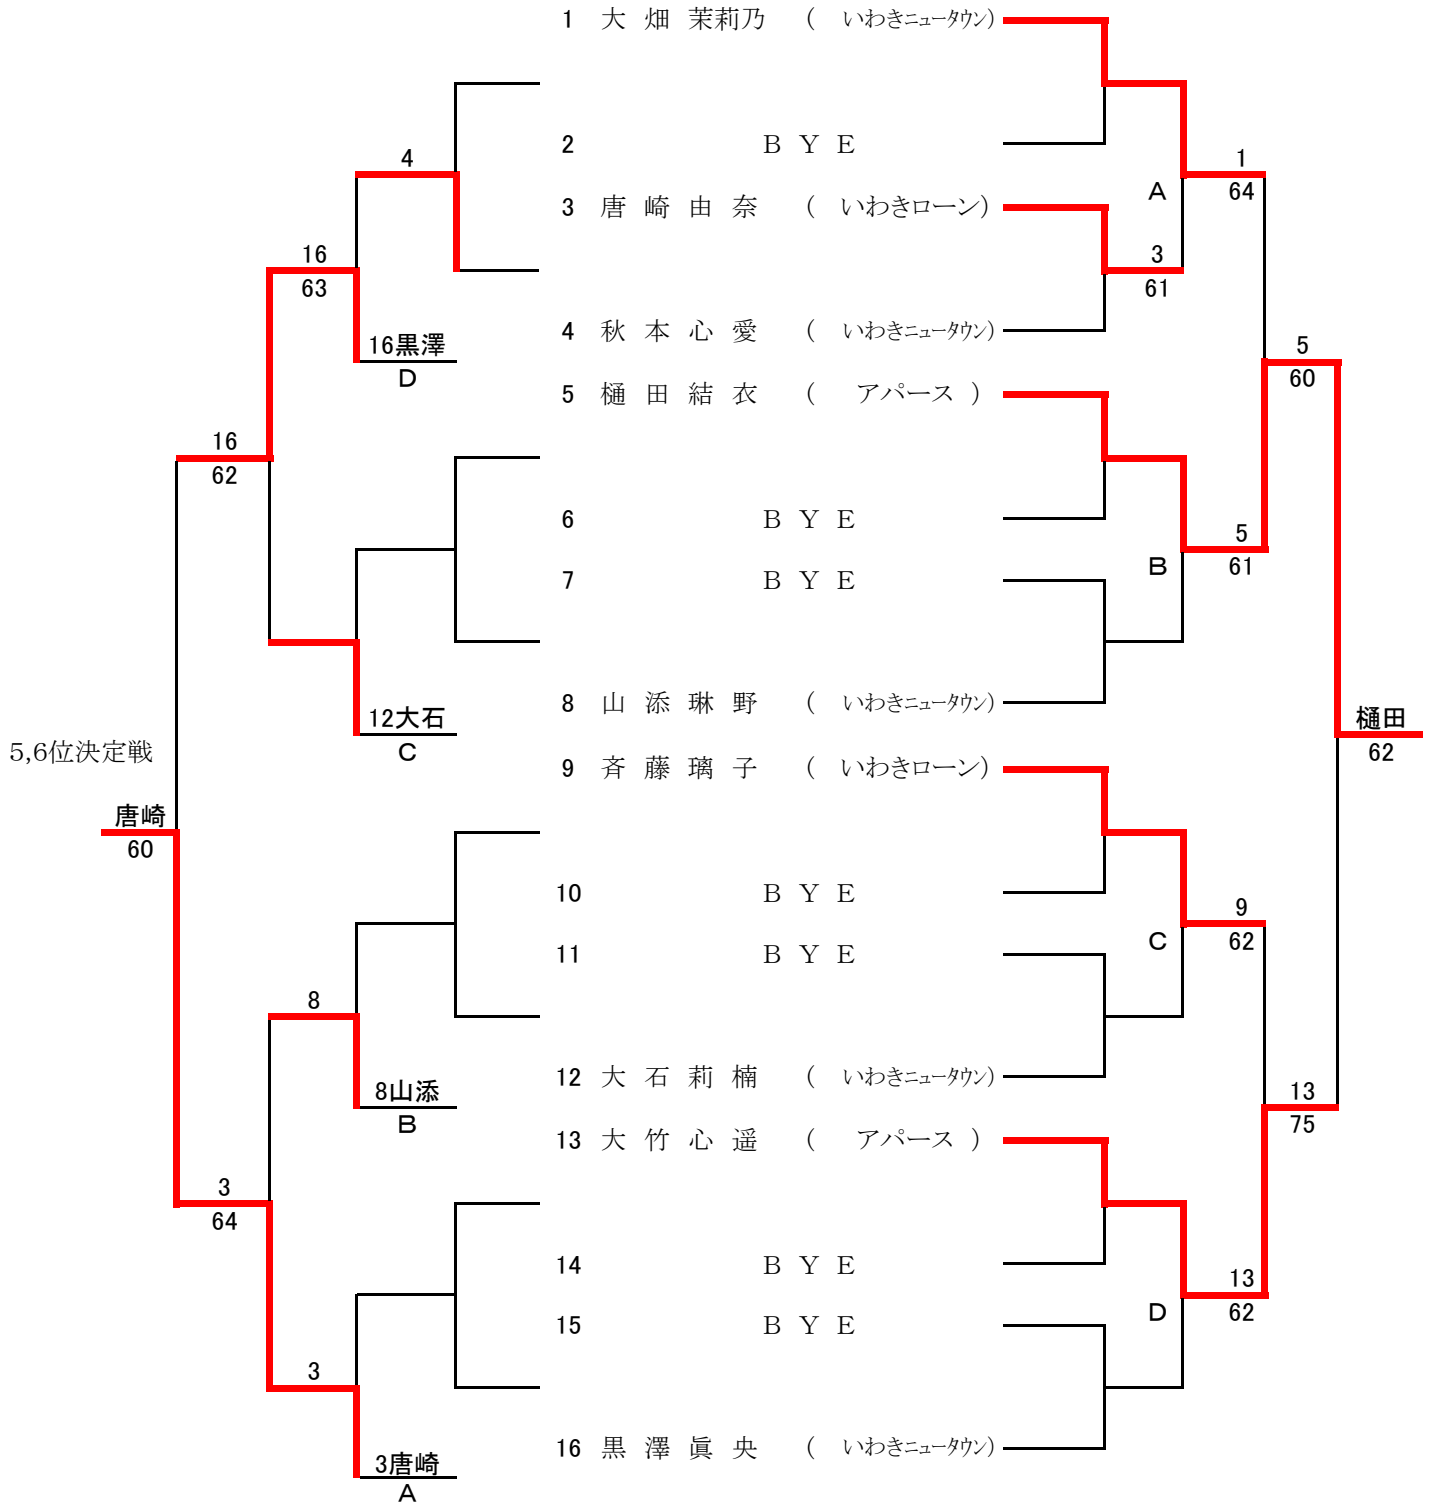 1 大 畑 茉莉乃 ( いわきニュータウン)
2 B Y E
4
1
A
64
3 唐 崎 由 奈 ( いわきローン)
16
3
63
61
4 秋 本 心 愛 ( いわきニュータウン)
16黒澤
5
D
60
5 樋 田 結 衣 ( アパース )
16
62
6 B Y E
5
B
61
7 B Y E
8 山 添 琳 野 ( いわきニュータウン)
12大石
樋田
C
62
5,6位決定戦
9 斉 藤 璃 子 ( いわきローン)
唐崎
60
10 B Y E
9
C
62
11 B Y E
8
12 大 石 莉 楠 ( いわきニュータウン)
8山添
13
B
75
13 大 竹 心 遥 ( アパース )
3
64
14 B Y E
13
D
62
15 B Y E
3
16 黒 澤 眞 央 ( いわきニュータウン)
3唐崎
A